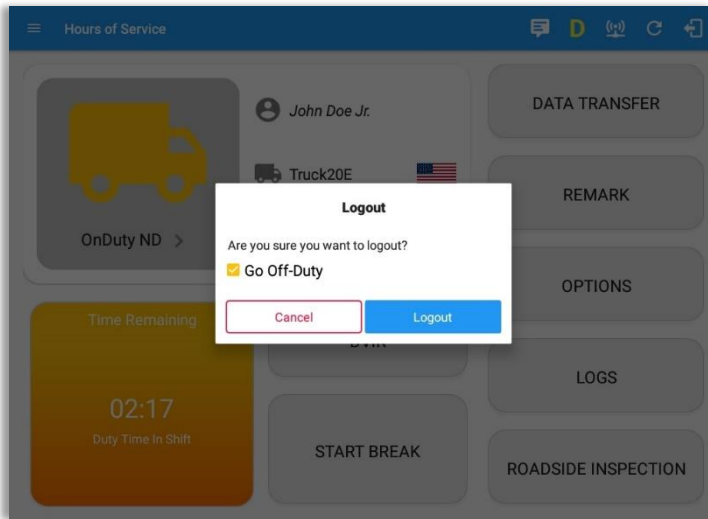 Hours of Service
D
John Doe Jr.
Truck20E
OnDuty ND
DATA TRANSFER
REMARK
OPTIONS
LOGS
ROADSIDE INSPECTION
Logout
Are you sure you want to logout?
Go Off-Duty
Cancel
Logout
Time Remaining
02:17
Duty Time In Shift
START BREAK